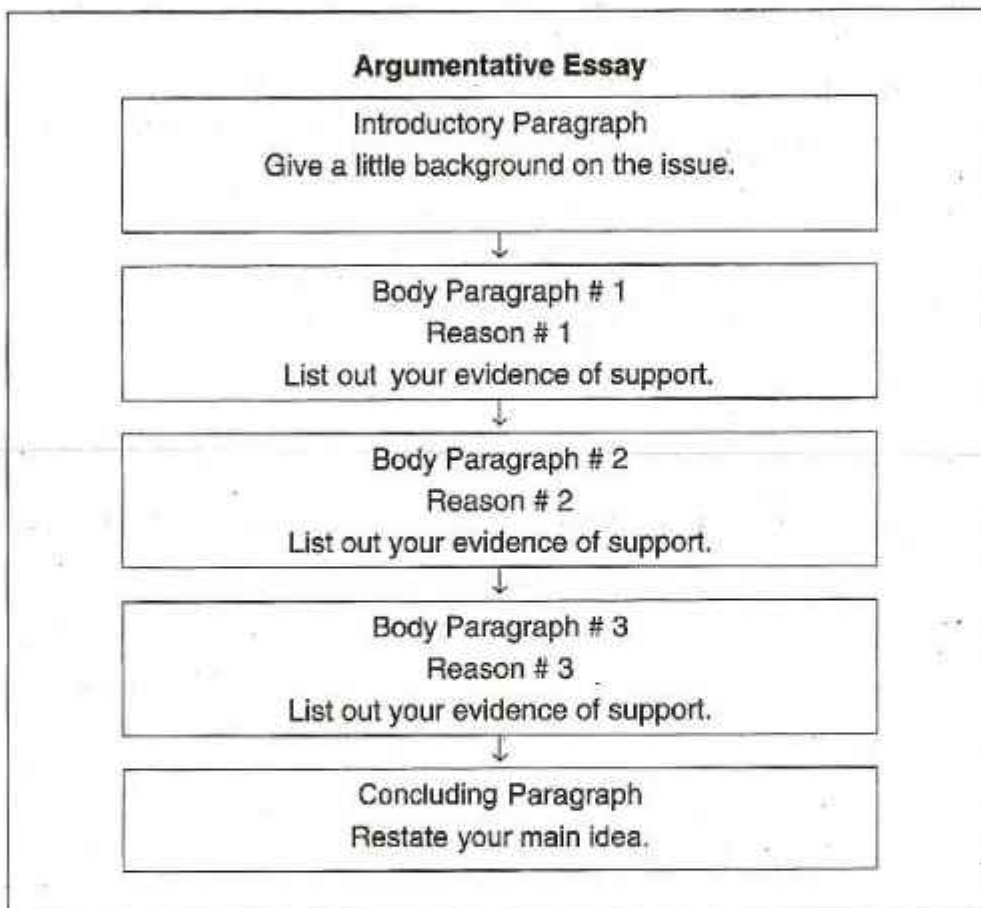 Argumentative Essay
Introductory Paragraph
Give a little background on the issue.
Body Paragraph # 1
Reason # 1
List out your evidence of support.
Body Paragraph # 2
Reason # 2
List out your evidence of support.
Body Paragraph # 3
Reason # 3
List out your evidence of support.
Concluding Paragraph
Restate your main idea.